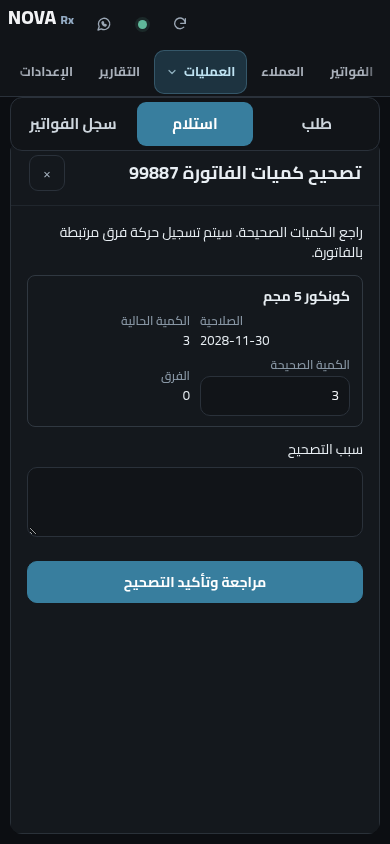 NOVA Rx
الفواتير
العملاء
العمليات
التقارير
الإعدادات
طلب
استلام
سجل الفواتير
تصحيح كميات الفاتورة 99887
×
راجع الكميات الصحيحة. سيتم تسجيل حركة فرق مرتبطة
بالفاتورة.
كونكور 5 مجم
الصلاحية
2028-11-30
الكمية الحالية
3
الكمية الصحيحة
3
الفرق
0
سبب التصحيح
مراجعة وتأكيد التصحيح